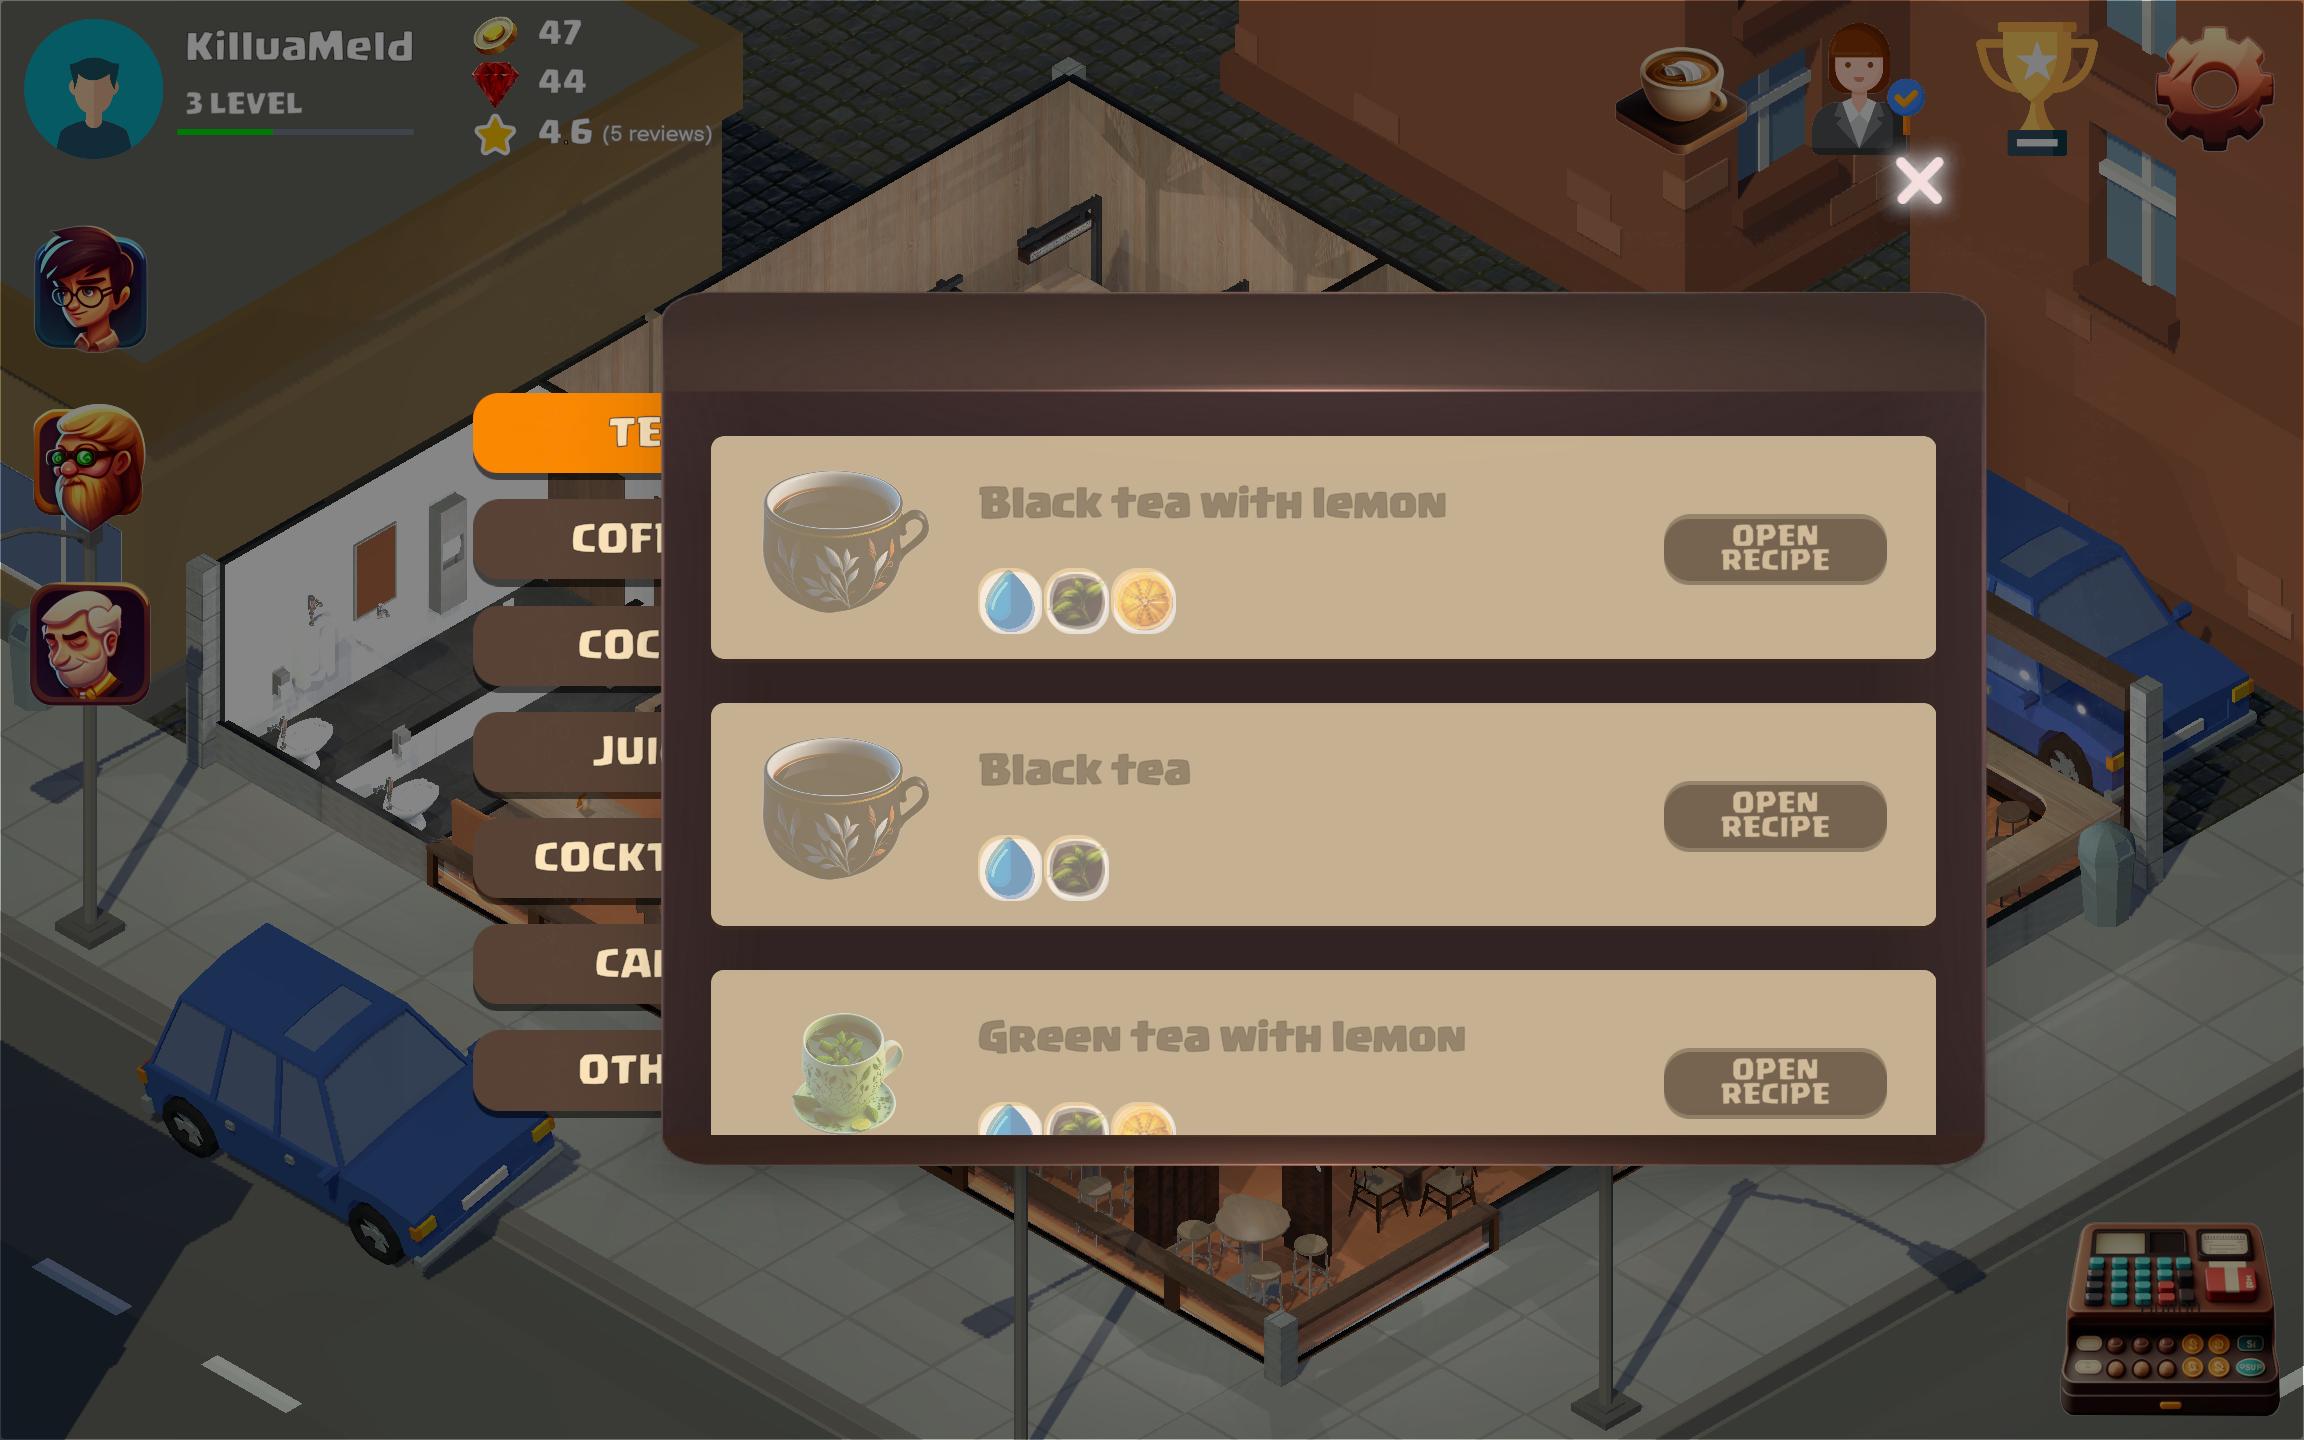 KilluaMeld
3 LEVEL
47
44
4.6 (5 reviews)
TE
COF
COC
JUI
COCKT
CA
OTH
Black tea with lemon
OPEN
RECIPE
Black tea
OPEN
RECIPE
Green tea with lemon
OPEN
RECIPE